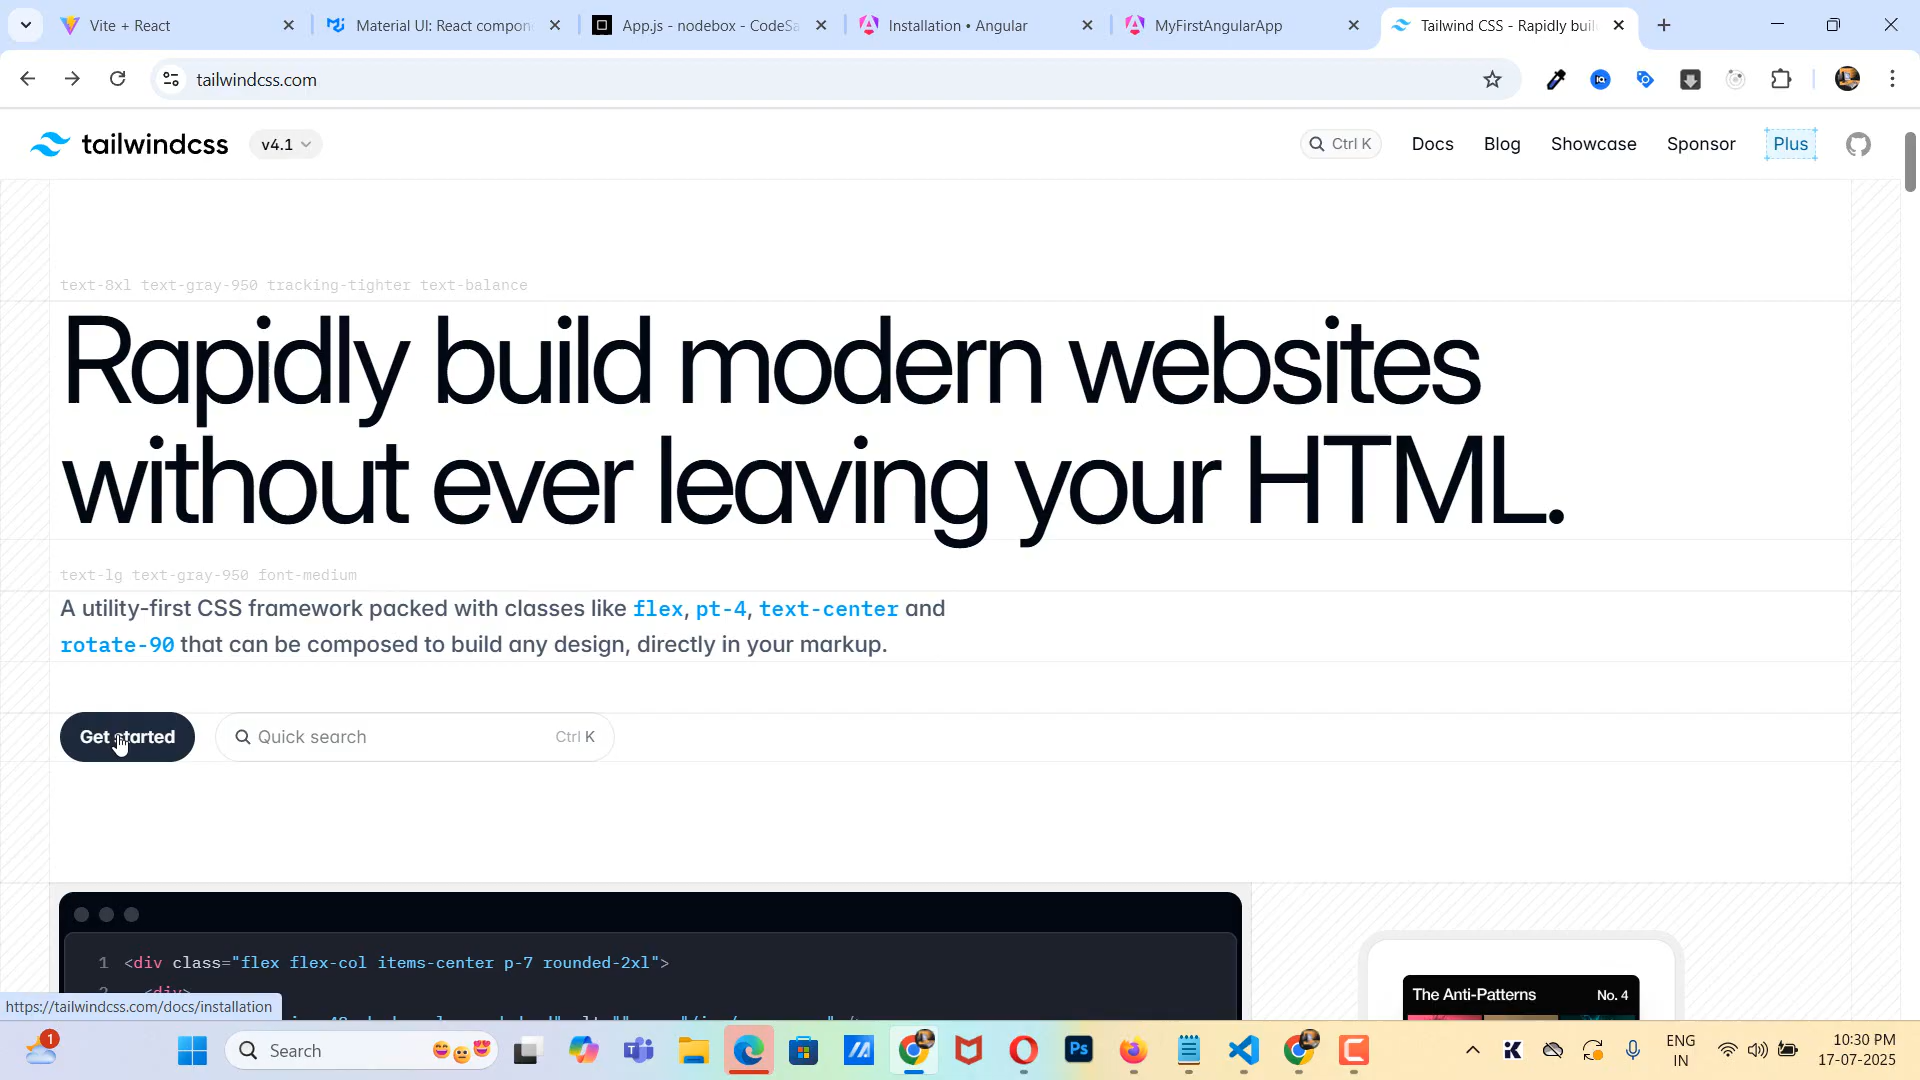 Vite + React
Material UI: React compon
App.js - nodebox - CodeSa
Installation • Angular
MyFirstAngularApp
Tailwind CSS - Rapidly buil
tailwindcss.com
tailwindcss
v4.1
Ctrl K
Docs
Blog
Showcase
Sponsor
Plus
text-8xl text-gray-950 tracking-tighter text-balance
Rapidly build modern websites
without ever leaving your HTML.
text-lg text-gray-950 font-medium
A utility-first CSS framework packed with classes like flex, pt-4, text-center and
rotate-90 that can be composed to build any design, directly in your markup.
Get started
Quick search
Ctrl K
1 <div class="flex flex-col items-center p-7 rounded-2xl">
<div>
The Anti-Patterns
No. 4
https://tailwindcss.com/docs/installation
1
Search
Ps
ENG
IN
10:30 PM
17-07-2025